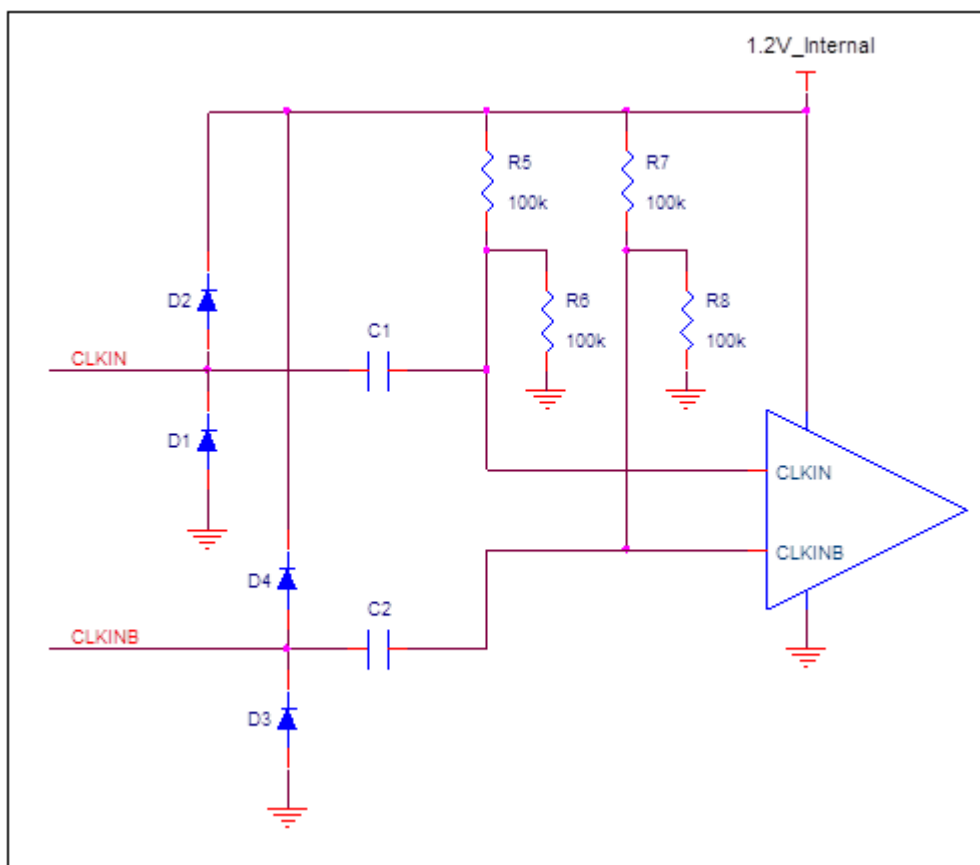 1.2V_Internal
R5
100k
R7
100k
D2
R6
100k
R8
100k
C1
CLKIN
D1
CLKIN
CLKINB
D4
C2
CLKINB
D3